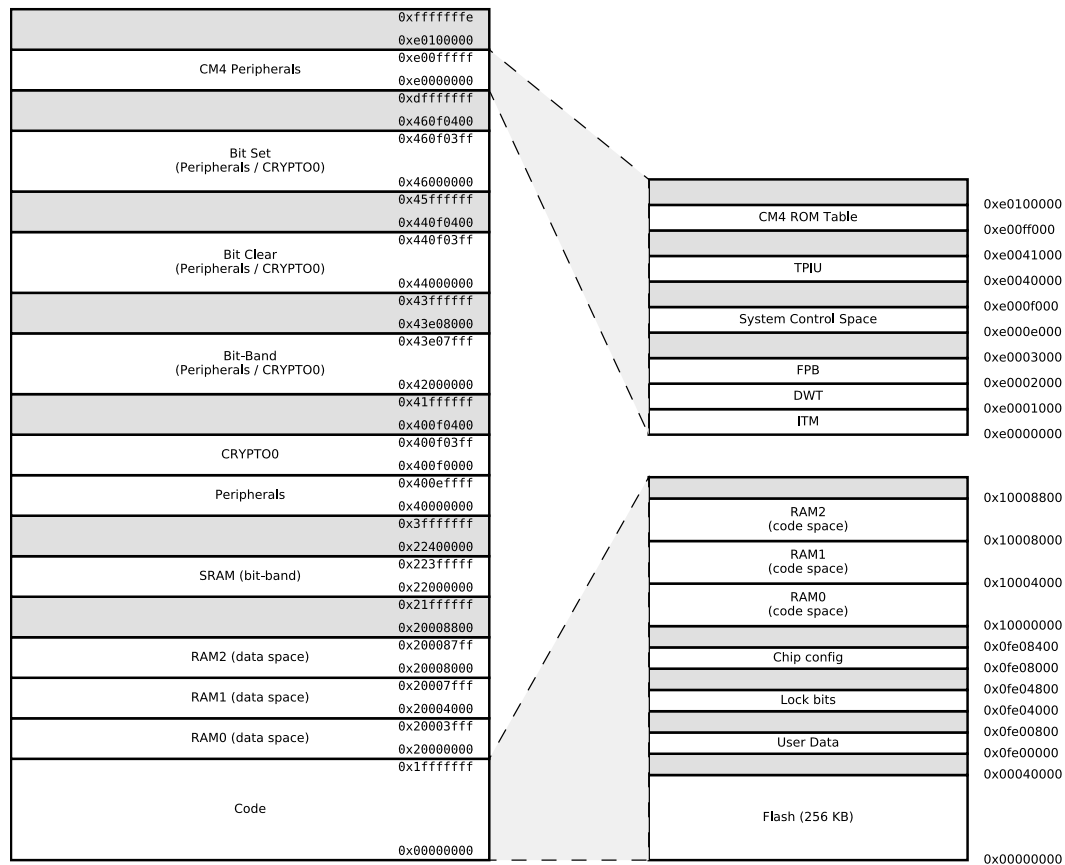 0xfffffffe
0xe0100000
0xe00fffff
CM4 Peripherals
0xe0000000
0xdfffffff
0x460f0400
0x460f03ff
Bit Set
(Peripherals / CRYPTO0)
0x46000000
0x45ffffff
0x440f0400
0x440f03ff
Bit Clear
(Peripherals / CRYPTO0)
0x44000000
0x43ffffff
0x43e08000
0x43e07fff
Bit-Band
(Peripherals / CRYPTO0)
0x42000000
0x41ffffff
0x400f0400
0x400f03ff
CRYPTO0
0x400f0000
0x400effff
Peripherals
0x40000000
0x3fffffff
0x22400000
0x223fffff
SRAM (bit-band)
0x22000000
0x21ffffff
0x20008800
0x200087ff
RAM2 (data space)
0x20008000
0x20007fff
RAM1 (data space)
0x20004000
0x20003fff
RAM0 (data space)
0x20000000
0x1fffffff
Code
0x00000000
0xe0100000
CM4 ROM Table
0xe00ff000
0xe0041000
TPIU
0xe0040000
0xe000f000
System Control Space
0xe000e000
0xe0003000
FPB
0xe0002000
DWT
0xe0001000
ITM
0xe0000000
0x10008800
RAM2
(code space)
0x10008000
RAM1
(code space)
0x10004000
RAM0
(code space)
0x10000000
0x0fe08400
Chip config
0x0fe08000
0x0fe04800
Lock bits
0x0fe04000
0x0fe00800
User Data
0x0fe00000
0x00040000
Flash (256 KB)
0x00000000